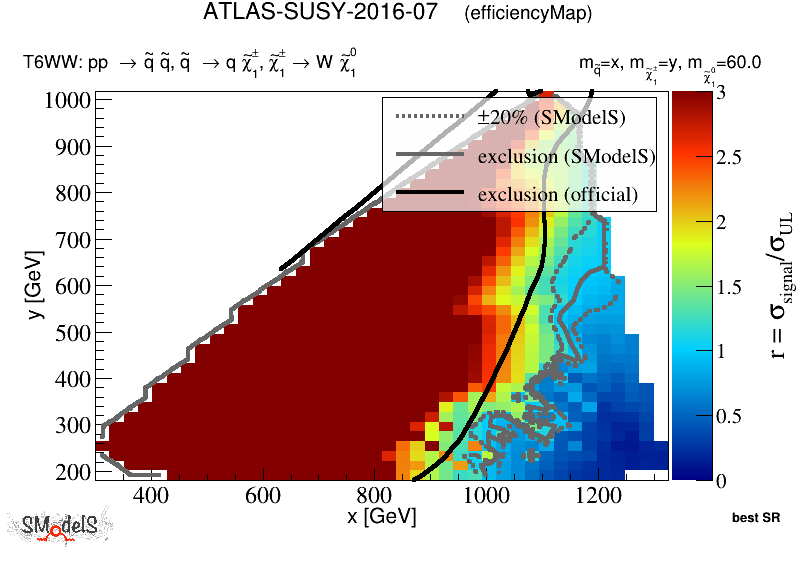 ATLAS-SUSY-2016-07 (efficiencyMap)
T6WW: pp → q̃ q̃, q̃ → q χ̃₁±, χ̃₁± → W χ̃₁⁰ m_q̃=x, m_χ̃₁±=y, m_χ̃₁⁰=60.0
±20% (SModelS)
exclusion (SModelS)
exclusion (official)
1000
900
800
700
600
500
400
300
200
y [GeV]
400 600 800 1000 1200
x [GeV]
3
2.5
2
1.5
1
0.5
0
r = σ_signal/σ_UL
SModelS
best SR